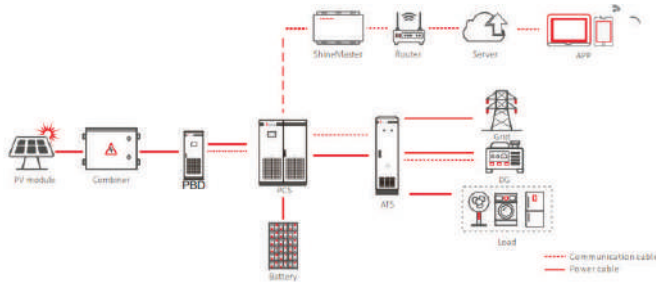 ShineMaster
Router
Server
APP
PV module
Combiner
PBD
PCS
ATS
Grid
DG
Load
Battery
Communication cable
Power cable